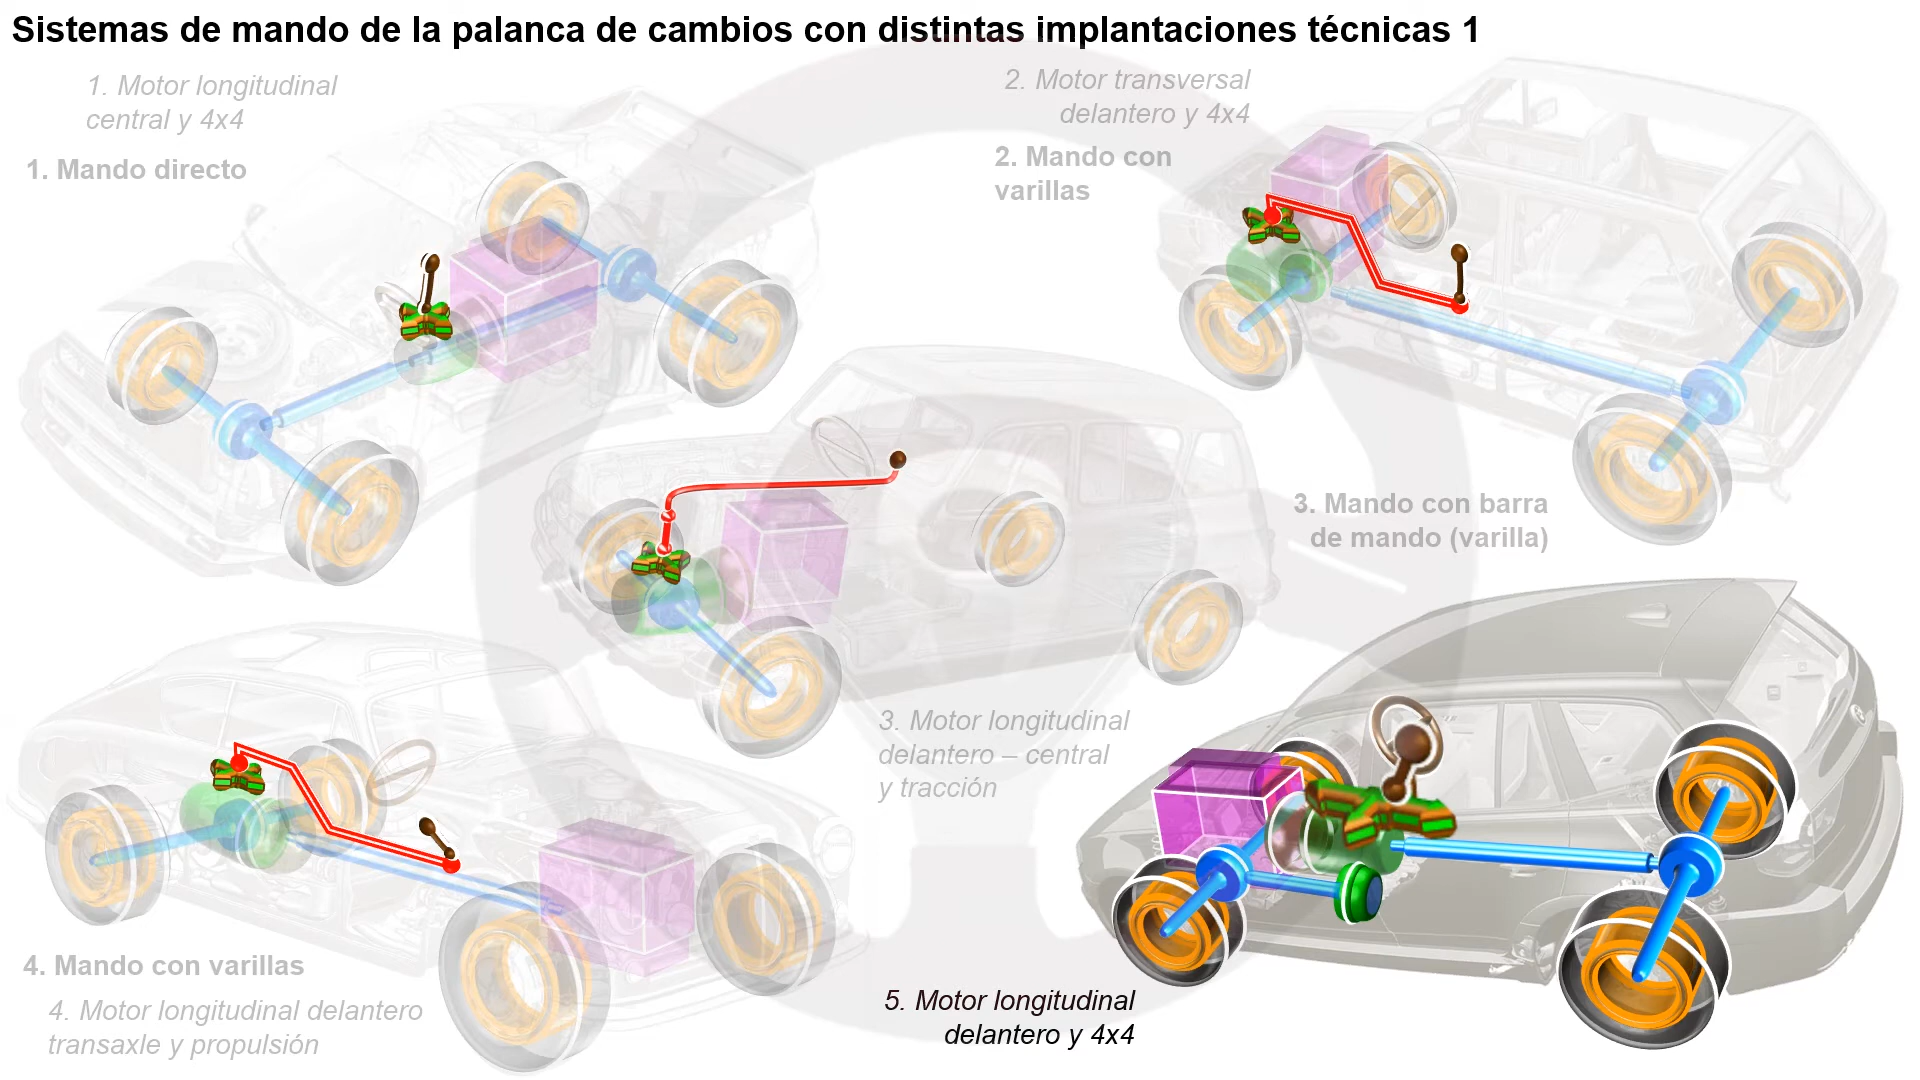 Sistemas de mando de la palanca de cambios con distintas implantaciones técnicas 1
1. Motor longitudinal
central y 4x4
1. Mando directo
2. Motor transversal
delantero y 4x4
2. Mando con
varillas
3. Mando con barra
de mando (varilla)
3. Motor longitudinal
delantero – central
y tracción
4. Mando con varillas
4. Motor longitudinal delantero
transaxle y propulsión
5. Motor longitudinal
delantero y 4x4